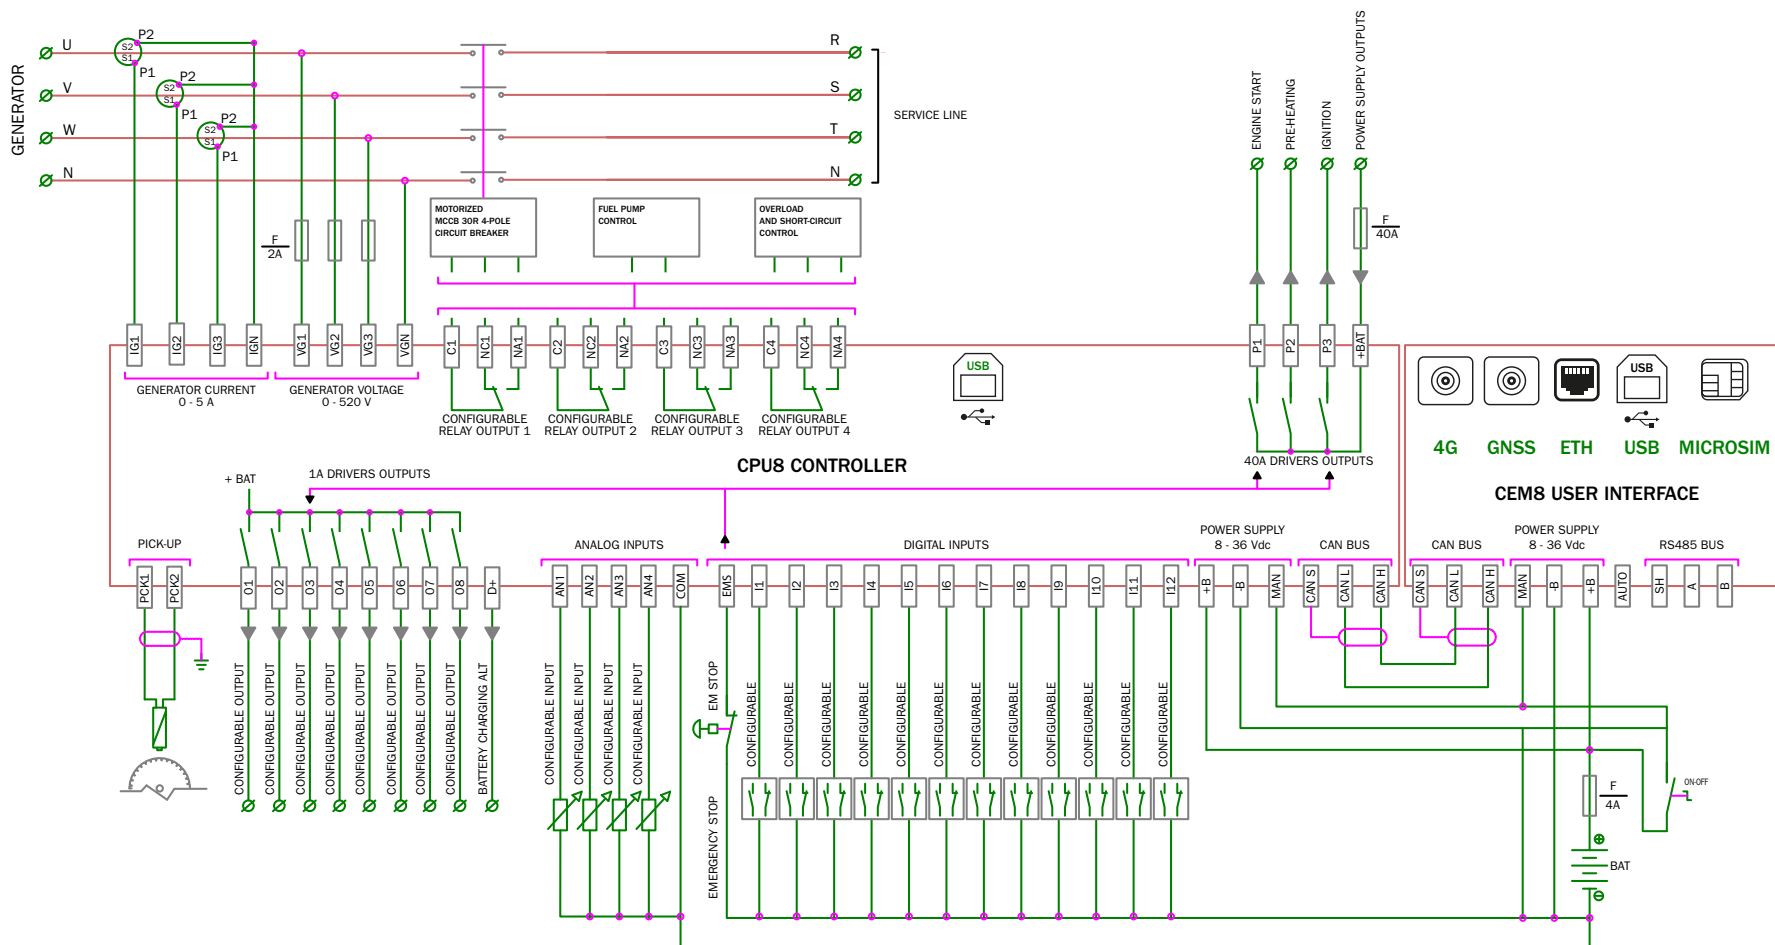 GENERATOR
U
V
W
N
S2
S1
P2
P1
S2
S1
P2
P1
S2
S1
P2
P1
R
S
T
N
SERVICE LINE
F
2A
MOTORIZED
MCCB 3OR 4-POLE
CIRCUIT BREAKER
FUEL PUMP
CONTROL
OVERLOAD
AND SHORT-CIRCUIT
CONTROL
ENGINE START
PRE-HEATING
IGNITION
POWER SUPPLY OUTPUTS
F
40A
IG1
IG2
IG3
IGN
VG1
VG2
VG3
VGN
C1
NC1
NA1
C2
NC2
NA2
C3
NC3
NA3
C4
NC4
NA4
P1
P2
P3
+BAT
GENERATOR CURRENT
0 - 5 A
GENERATOR VOLTAGE
0 - 520 V
CONFIGURABLE
RELAY OUTPUT 1
CONFIGURABLE
RELAY OUTPUT 2
CONFIGURABLE
RELAY OUTPUT 3
CONFIGURABLE
RELAY OUTPUT 4
USB
USB
4G
GNSS
ETH
USB
MICROSIM
CPU8 CONTROLLER
40A DRIVERS OUTPUTS
CEM8 USER INTERFACE
+ BAT
1A DRIVERS OUTPUTS
PICK-UP
ANALOG INPUTS
DIGITAL INPUTS
POWER SUPPLY
8 - 36 Vdc
CAN BUS
CAN BUS
POWER SUPPLY
8 - 36 Vdc
RS485 BUS
PCK1
PCK2
01
02
03
04
05
06
07
08
D+
AN1
AN2
AN3
AN4
COM
EMS
I1
I2
I3
I4
I5
I6
I7
I8
I9
I10
I11
I12
+B
-B
MAN
CAN S
CAN L
CAN H
CAN S
CAN L
CAN H
MAN
-B
+B
AUTO
SH
A
B
CONFIGURABLE OUTPUT
CONFIGURABLE OUTPUT
CONFIGURABLE OUTPUT
CONFIGURABLE OUTPUT
CONFIGURABLE OUTPUT
CONFIGURABLE OUTPUT
CONFIGURABLE OUTPUT
CONFIGURABLE OUTPUT
BATTERY CHARGING ALT
CONFIGURABLE INPUT
CONFIGURABLE INPUT
CONFIGURABLE INPUT
CONFIGURABLE INPUT
EM STOP
EMERGENCY STOP
CONFIGURABLE
CONFIGURABLE
CONFIGURABLE
CONFIGURABLE
CONFIGURABLE
CONFIGURABLE
CONFIGURABLE
CONFIGURABLE
CONFIGURABLE
CONFIGURABLE
CONFIGURABLE
CONFIGURABLE
ON-OFF
F
4A
BAT